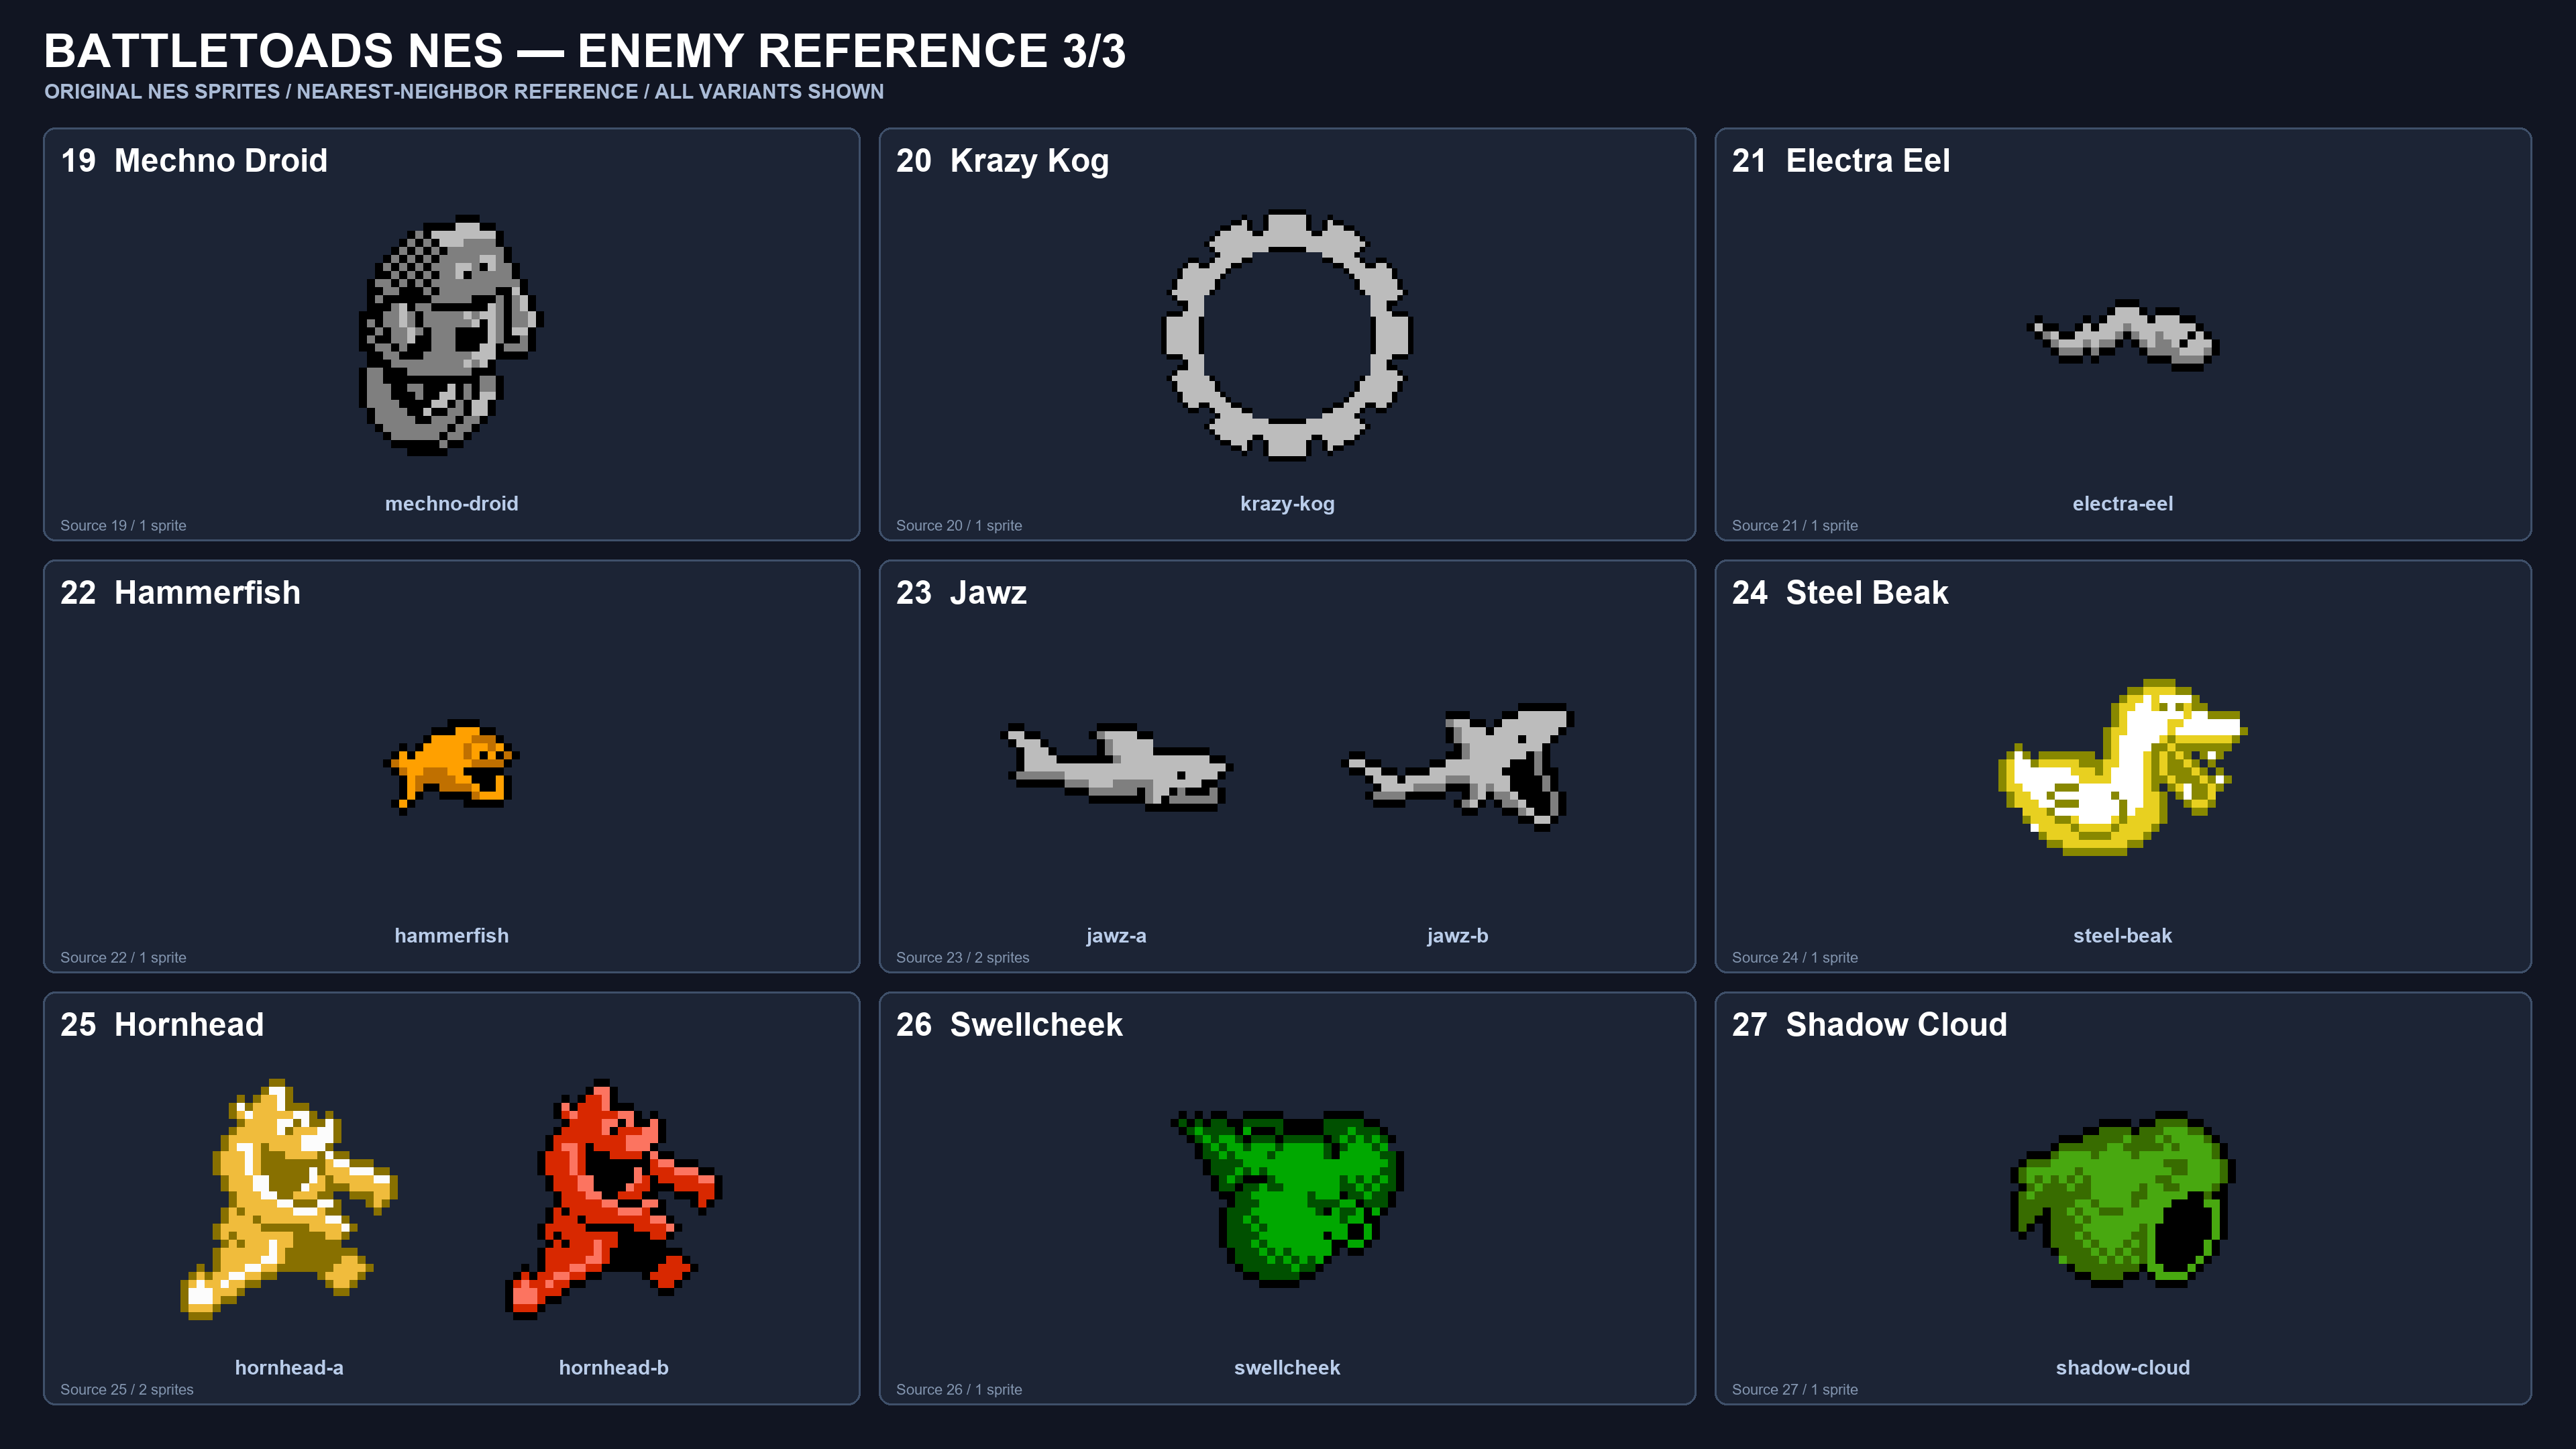 BATTLETOADS NES — ENEMY REFERENCE 3/3
ORIGINAL NES SPRITES / NEAREST-NEIGHBOR REFERENCE / ALL VARIANTS SHOWN
19 Mechno Droid
mechno-droid
Source 19 / 1 sprite
20 Krazy Kog
krazy-kog
Source 20 / 1 sprite
21 Electra Eel
electra-eel
Source 21 / 1 sprite
22 Hammerfish
hammerfish
Source 22 / 1 sprite
23 Jawz
jawz-a
jawz-b
Source 23 / 2 sprites
24 Steel Beak
steel-beak
Source 24 / 1 sprite
25 Hornhead
hornhead-a
hornhead-b
Source 25 / 2 sprites
26 Swellcheek
swellcheek
Source 26 / 1 sprite
27 Shadow Cloud
shadow-cloud
Source 27 / 1 sprite